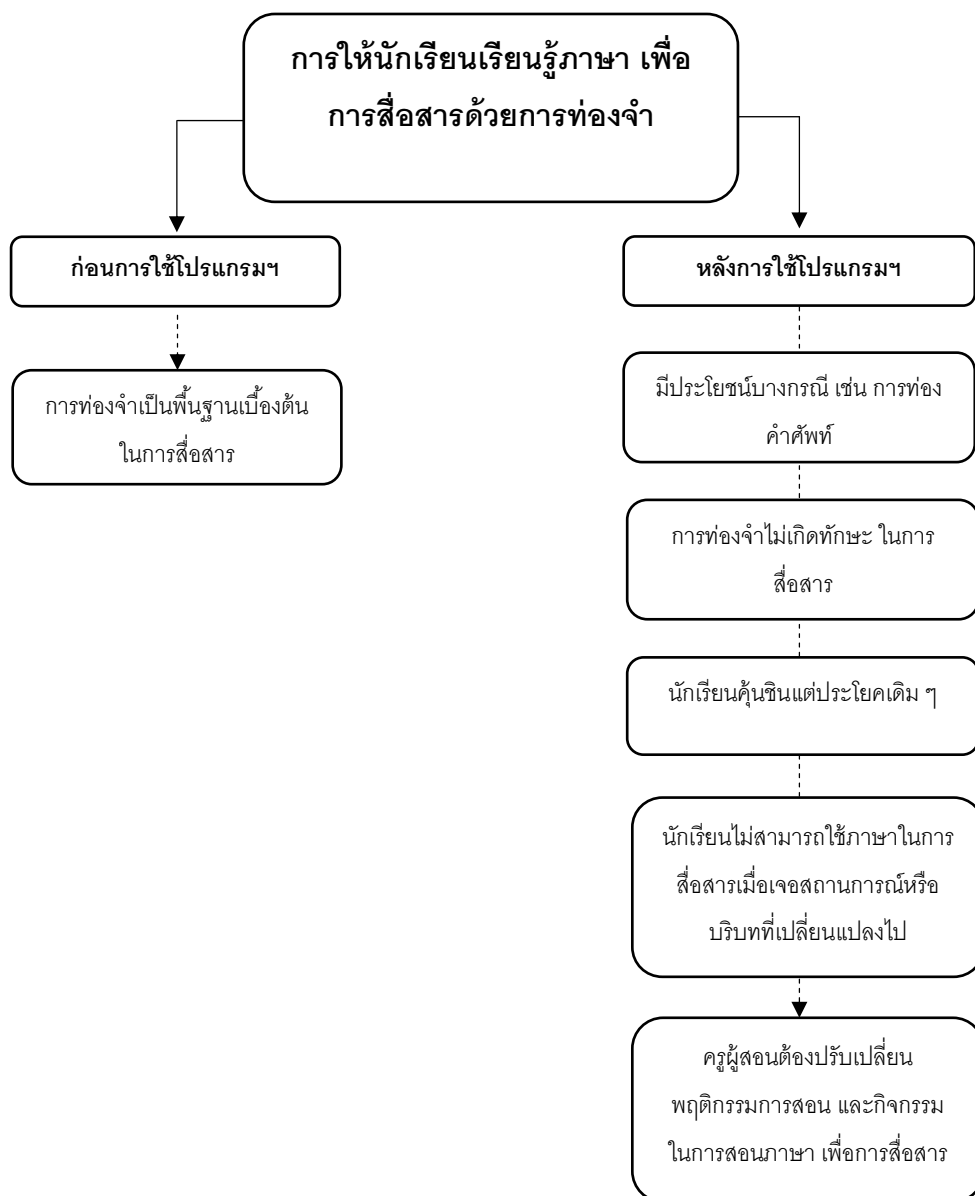 การให้นักเรียนเรียนรู้ภาษา เพื่อ
การสื่อสารด้วยการท่องจำ
ก่อนการใช้โปรแกรมฯ
การท่องจำเป็นพื้นฐานเบื้องต้น
ในการสื่อสาร
หลังการใช้โปรแกรมฯ
มีประโยชน์บางกรณี เช่น การท่อง
คำศัพท์
การท่องจำไม่เกิดทักษะ ในการ
สื่อสาร
นักเรียนคุ้นชินแต่ประโยคเดิม ๆ
นักเรียนไม่สามารถใช้ภาษาในการ
สื่อสารเมื่อเจอสถานการณ์หรือ
บริบทที่เปลี่ยนแปลงไป
ครูผู้สอนต้องปรับเปลี่ยน
พฤติกรรมการสอน และกิจกรรม
ในการสอนภาษา เพื่อการสื่อสาร